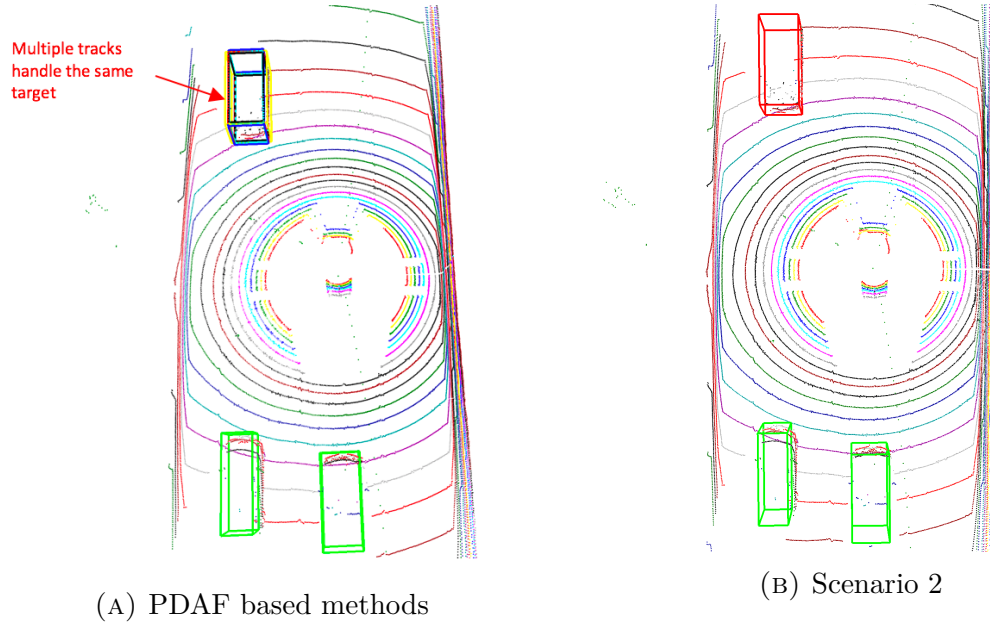 Multiple tracks
handle the same
target
(A) PDAF based methods
(B) Scenario 2